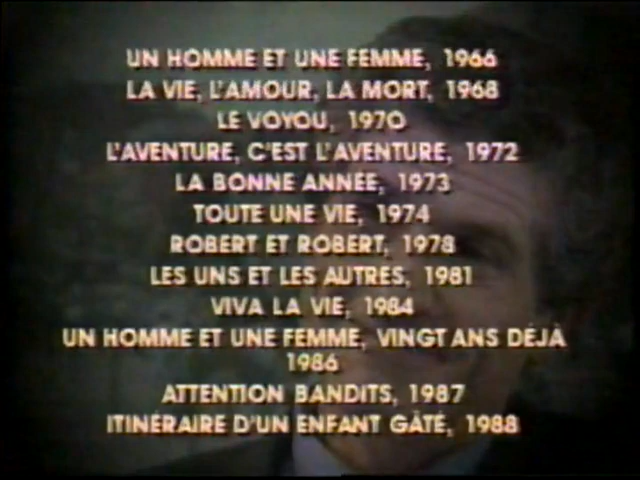 UN HOMME ET UNE FEMME, 1966
LA VIE, L'AMOUR, LA MORT, 1968
LE VOYOU, 1970
L'AVENTURE, C'EST L'AVENTURE, 1972
LA BONNE ANNÉE, 1973
TOUTE UNE VIE, 1974
ROBERT ET ROBERT, 1978
LES UNS ET LES AUTRES, 1981
VIVA LA VIE, 1984
UN HOMME ET UNE FEMME, VINGT ANS DÉJÀ
1986
ATTENTION BANDITS, 1987
ITINÉRAIRE D'UN ENFANT GÂTÉ, 1988